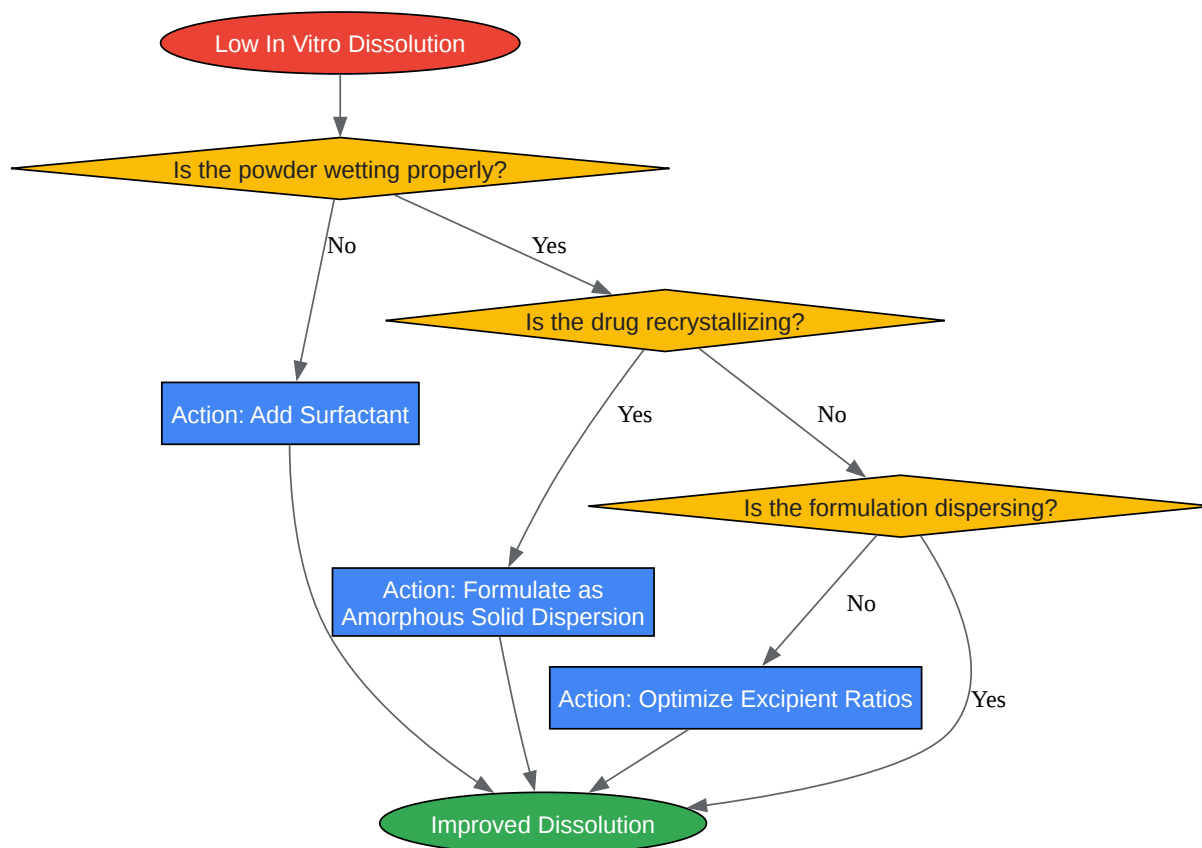 Low In Vitro Dissolution
Is the powder wetting properly?
No
Yes
Is the drug recrystallizing?
Action: Add Surfactant
Yes
No
Is the formulation dispersing?
Action: Formulate as
Amorphous Solid Dispersion
No
Action: Optimize Excipient Ratios
Yes
Improved Dissolution